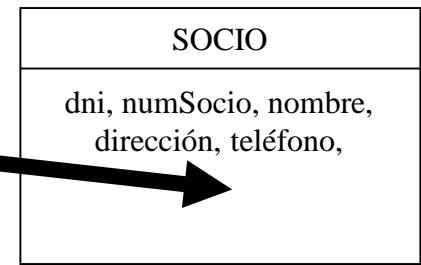 SOCIO
dni, numSocio, nombre,
dirección, teléfono,